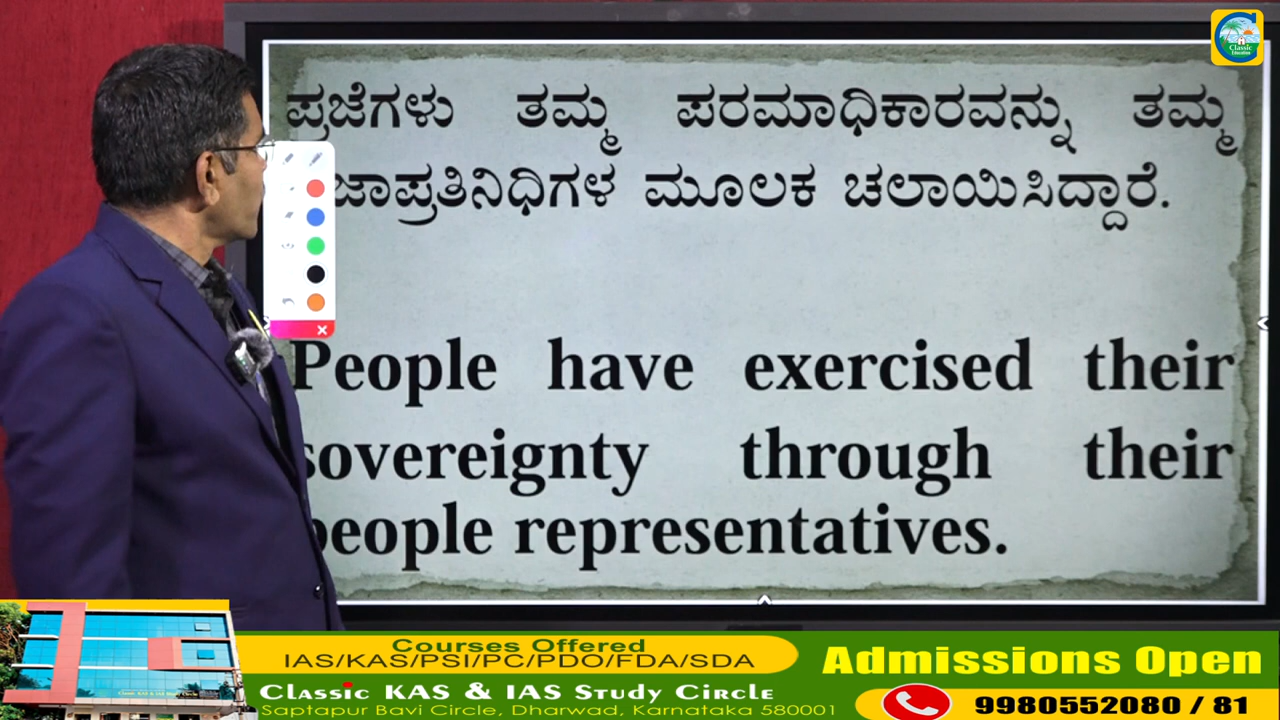 Classic
Education
ಪ್ರಜೆಗಳು ತಮ್ಮ ಪರಮಾಧಿಕಾರವನ್ನು ತಮ್ಮ
ಜಾಪ್ರತಿನಿಧಿಗಳ ಮೂಲಕ ಚಲಾಯಿಸಿದ್ದಾರೆ.
People have exercised their
sovereignty through their
people representatives.
Courses Offered
IAS/KAS/PSI/PC/PDO/FDA/SDA
Classic KAS & IAS Study Circle
Saptapur Bavi Circle, Dharwad, Karnataka 580001
Admissions Open
9980552080 / 81